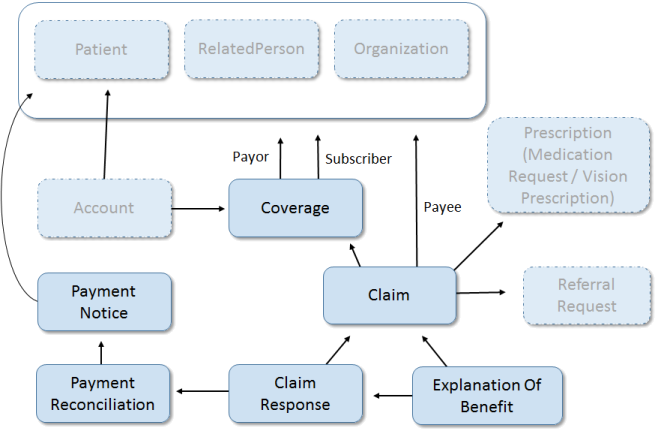 Patient
RelatedPerson
Organization
Payor
Subscriber
Prescription
(Medication
Request / Vision
Prescription)
Account
Coverage
Payee
Payment
Notice
Claim
Referral
Request
Payment
Reconciliation
Claim
Response
Explanation Of
Benefit